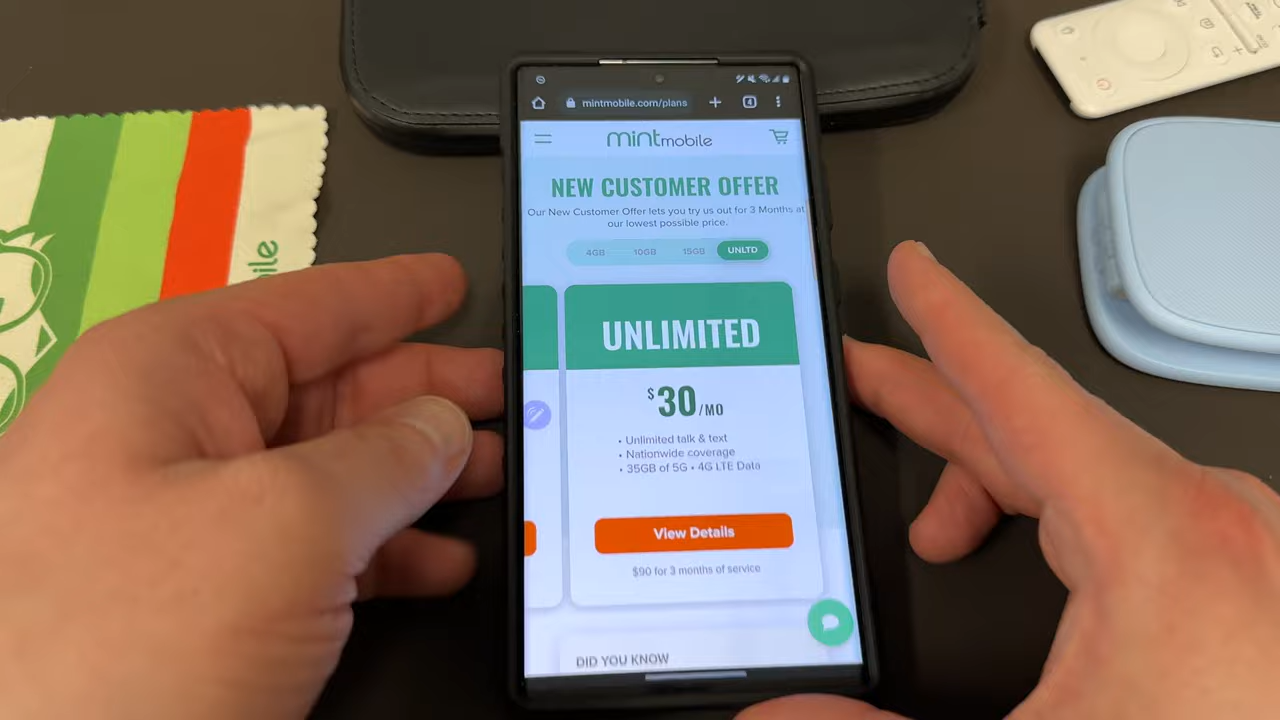 mintmobile.com/plans
4
mintmobile
NEW CUSTOMER OFFER
Our New Customer Offer lets you try us out for 3 Months at
our lowest possible price.
4GB 10GB 15GB UNLTD
UNLIMITED
$30/MO
• Unlimited talk & text
• Nationwide coverage
• 35GB of 5G • 4G LTE Data
View Details
$90 for 3 months of service
DID YOU KNOW
ile